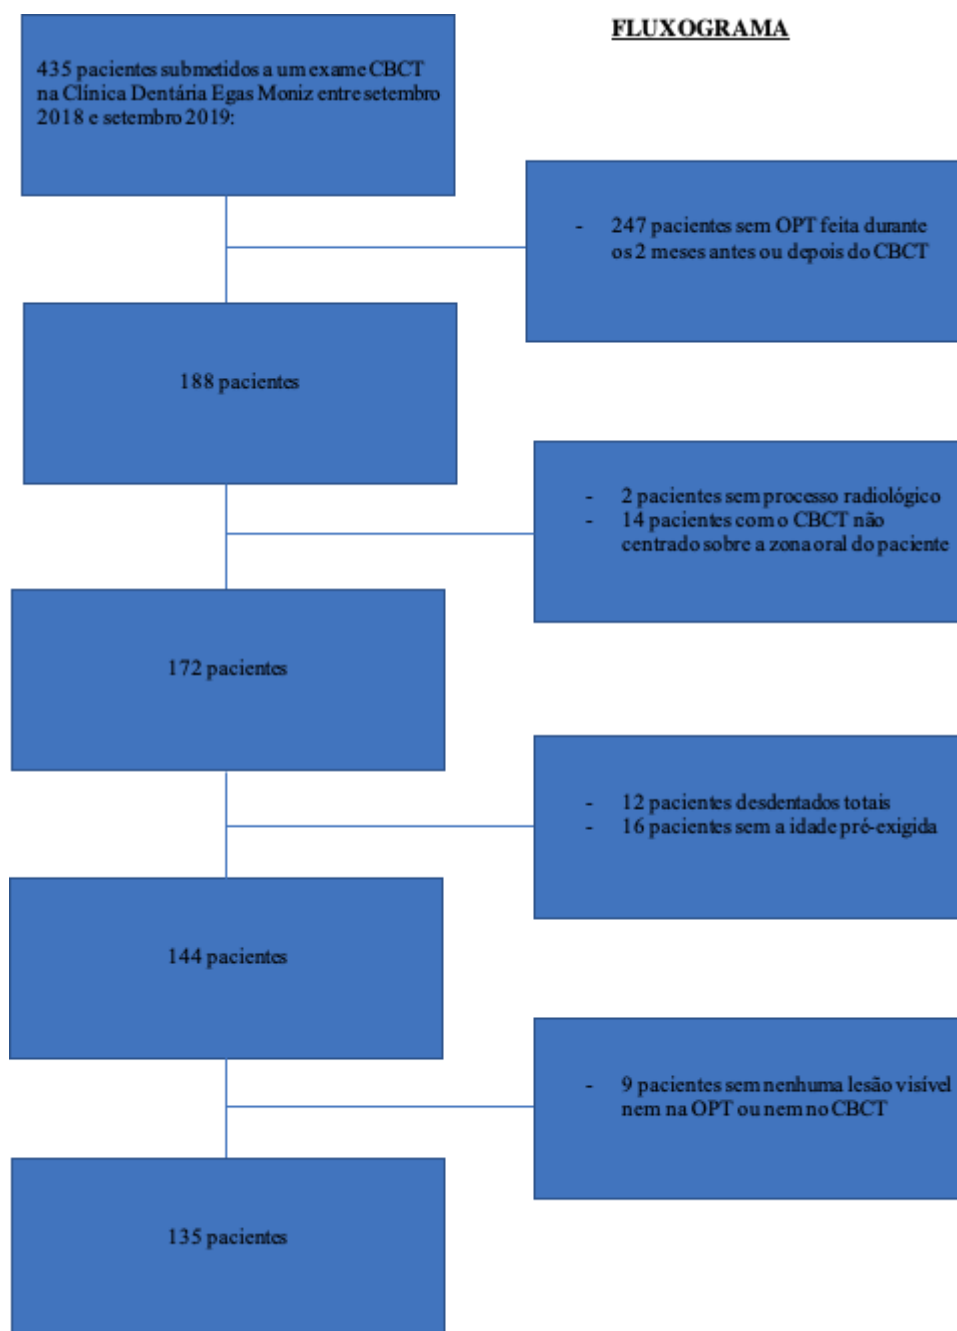 FLUXOGRAMA
435 pacientes submetidos a um exame CBCT
na Clínica Dentária Egas Moniz entre setembro
2018 e setembro 2019:
- 247 pacientes sem OPT feita durante
os 2 meses antes ou depois do CBCT
188 pacientes
- 2 pacientes sem processo radiológico
- 14 pacientes com o CBCT não
centrado sobre a zona oral do paciente
172 pacientes
- 12 pacientes desdentados totais
- 16 pacientes sem a idade pré-exigida
144 pacientes
- 9 pacientes sem nenhuma lesão visível
nem na OPT ou nem no CBCT
135 pacientes